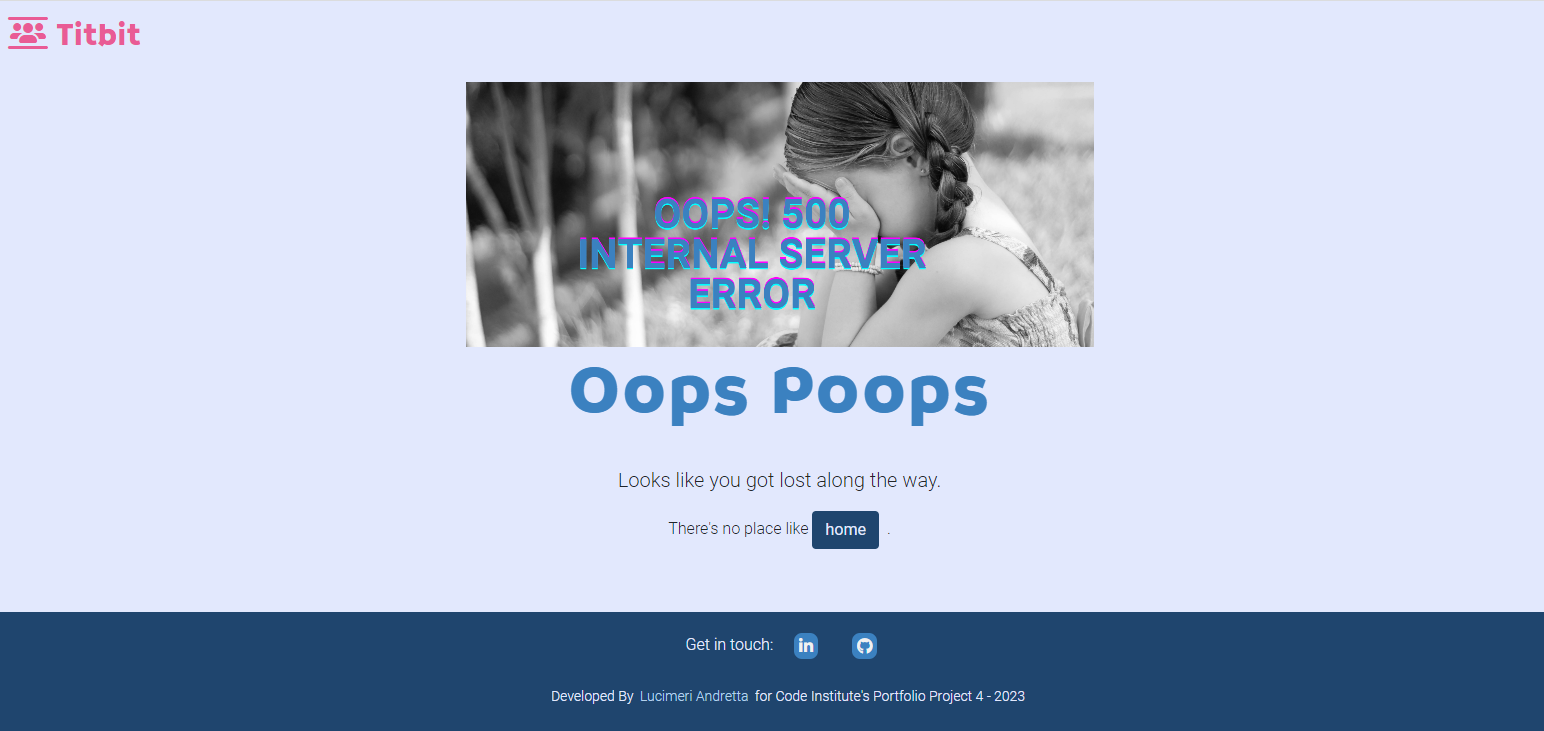 Titbit
OOPS! 500
INTERNAL SERVER
ERROR
Oops Poops
Looks like you got lost along the way.
There's no place like home .
Get in touch: in
Developed By Lucimeri Andretta for Code Institute's Portfolio Project 4 - 2023